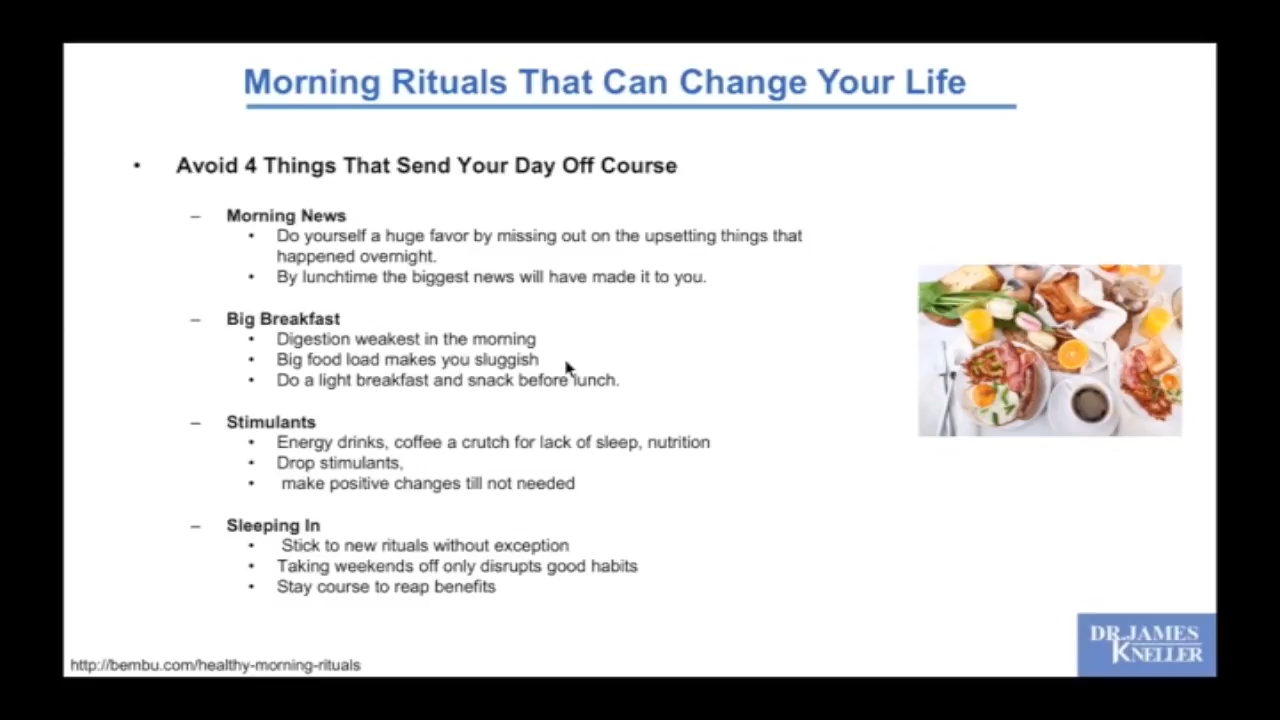 Morning Rituals That Can Change Your Life
• Avoid 4 Things That Send Your Day Off Course
– Morning News
• Do yourself a huge favor by missing out on the upsetting things that
happened overnight.
• By lunchtime the biggest news will have made it to you.
– Big Breakfast
• Digestion weakest in the morning
• Big food load makes you sluggish
• Do a light breakfast and snack before lunch.
– Stimulants
• Energy drinks, coffee a crutch for lack of sleep, nutrition
• Drop stimulants,
• make positive changes till not needed
– Sleeping In
• Stick to new rituals without exception
• Taking weekends off only disrupts good habits
• Stay course to reap benefits
http://bembu.com/healthy-morning-rituals
DR.JAMES
KNELLER